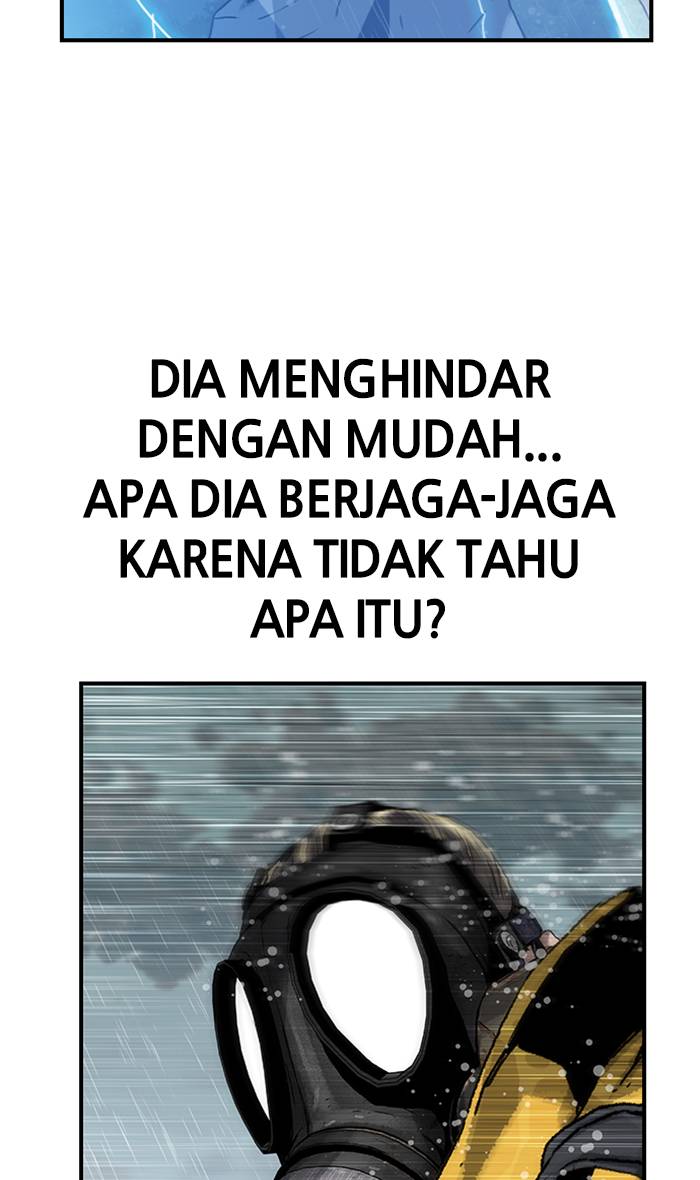 DIA MENGHINDAR
DENGAN MUDAH...
APA DIA BERJAGA-JAGA
KARENA TIDAK TAHU
APA ITU?